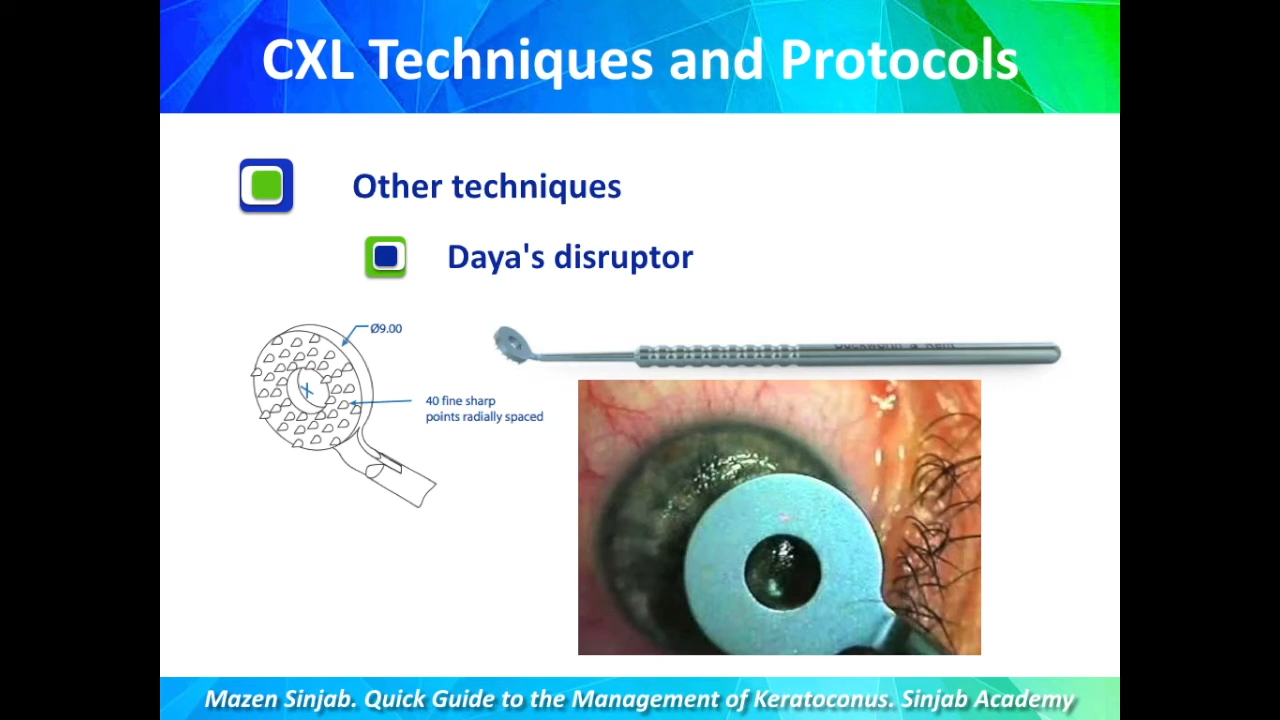 CXL Techniques and Protocols
Other techniques
Daya's disruptor
Ø9.00
40 fine sharp
points radially spaced
Mazen Sinjab. Quick Guide to the Management of Keratoconus. Sinjab Academy